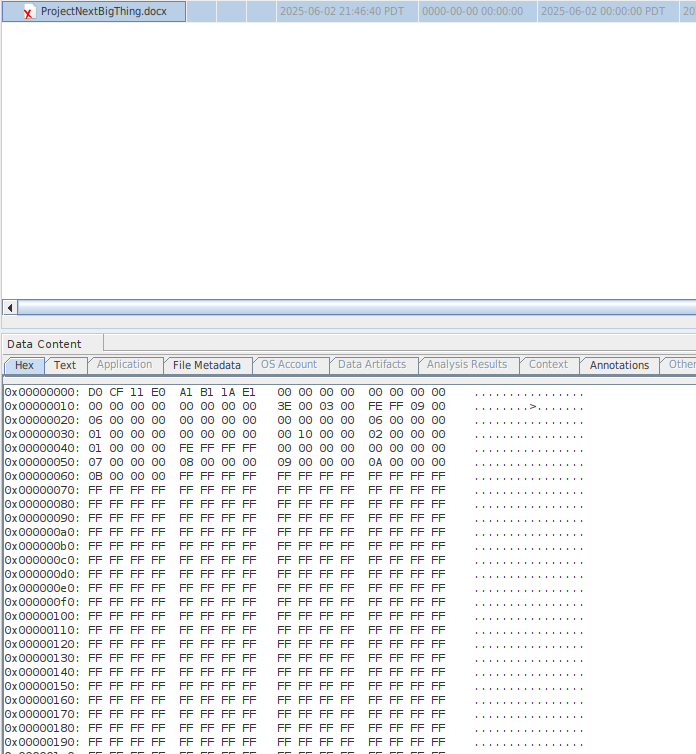 ProjectNextBigThing.docx 2025-06-02 21:46:40 PDT 0000-00-00 00:00:00 2025-06-02 00:00:00 PDT 20
Data Content
Hex Text Application File Metadata OS Account Data Artifacts Analysis Results Context Annotations Other
0x00000000: D0 CF 11 E0 A1 B1 1A E1 00 00 00 00 00 00 00 00 ................
0x00000010: 00 00 00 00 00 00 00 00 3E 00 03 00 FE FF 09 00 ........>.......
0x00000020: 06 00 00 00 00 00 00 00 00 00 00 00 06 00 00 00 ................
0x00000030: 01 00 00 00 00 00 00 00 00 10 00 00 02 00 00 00 ................
0x00000040: 01 00 00 00 FE FF FF FF 00 00 00 00 00 00 00 00 ................
0x00000050: 07 00 00 00 08 00 00 00 09 00 00 00 0A 00 00 00 ................
0x00000060: 0B 00 00 00 FF FF FF FF FF FF FF FF FF FF FF FF ................
0x00000070: FF FF FF FF FF FF FF FF FF FF FF FF FF FF FF FF ................
0x00000080: FF FF FF FF FF FF FF FF FF FF FF FF FF FF FF FF ................
0x00000090: FF FF FF FF FF FF FF FF FF FF FF FF FF FF FF FF ................
0x000000a0: FF FF FF FF FF FF FF FF FF FF FF FF FF FF FF FF ................
0x000000b0: FF FF FF FF FF FF FF FF FF FF FF FF FF FF FF FF ................
0x000000c0: FF FF FF FF FF FF FF FF FF FF FF FF FF FF FF FF ................
0x000000d0: FF FF FF FF FF FF FF FF FF FF FF FF FF FF FF FF ................
0x000000e0: FF FF FF FF FF FF FF FF FF FF FF FF FF FF FF FF ................
0x000000f0: FF FF FF FF FF FF FF FF FF FF FF FF FF FF FF FF ................
0x00000100: FF FF FF FF FF FF FF FF FF FF FF FF FF FF FF FF ................
0x00000110: FF FF FF FF FF FF FF FF FF FF FF FF FF FF FF FF ................
0x00000120: FF FF FF FF FF FF FF FF FF FF FF FF FF FF FF FF ................
0x00000130: FF FF FF FF FF FF FF FF FF FF FF FF FF FF FF FF ................
0x00000140: FF FF FF FF FF FF FF FF FF FF FF FF FF FF FF FF ................
0x00000150: FF FF FF FF FF FF FF FF FF FF FF FF FF FF FF FF ................
0x00000160: FF FF FF FF FF FF FF FF FF FF FF FF FF FF FF FF ................
0x00000170: FF FF FF FF FF FF FF FF FF FF FF FF FF FF FF FF ................
0x00000180: FF FF FF FF FF FF FF FF FF FF FF FF FF FF FF FF ................
0x00000190: FF FF FF FF FF FF FF FF FF FF FF FF FF FF FF FF ................